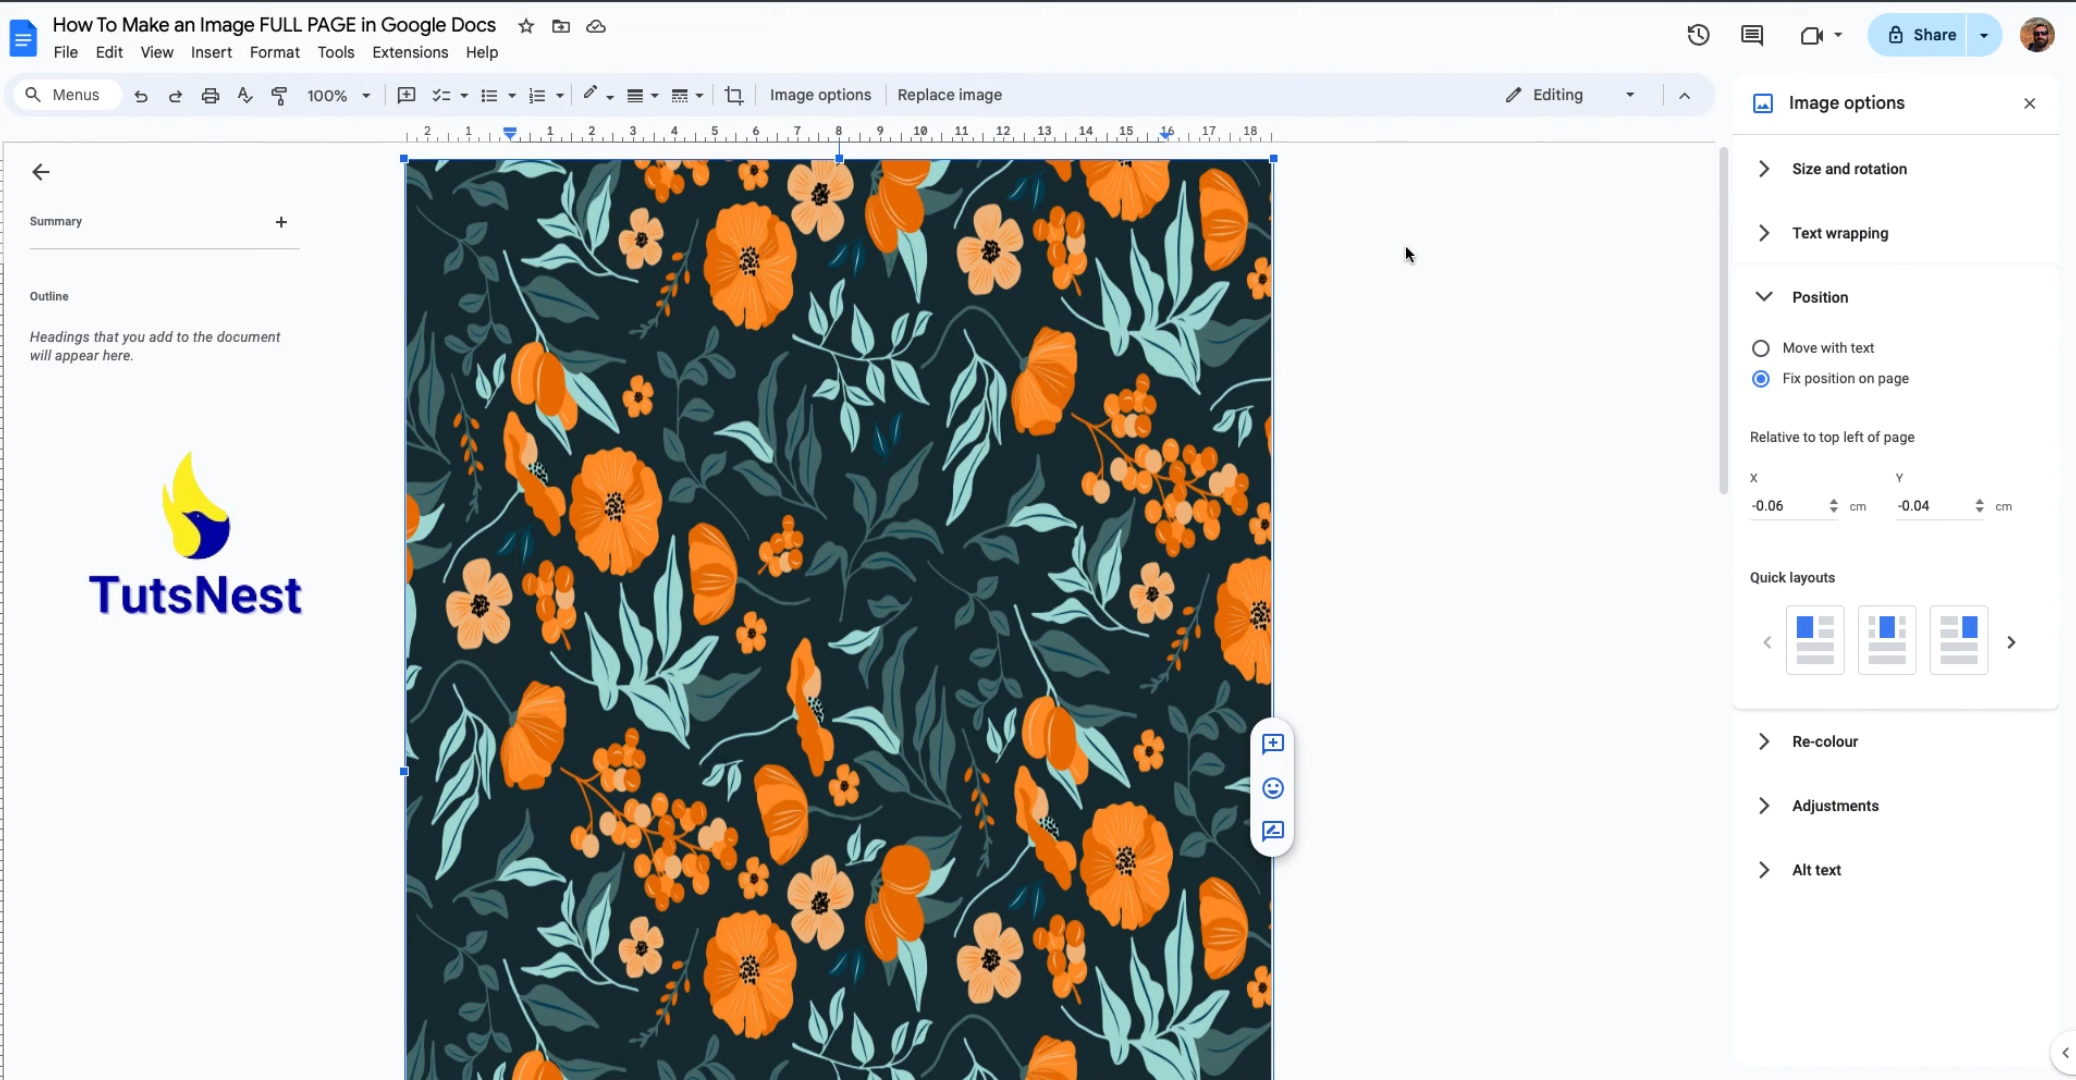 How To Make an Image FULL PAGE in Google Docs
File Edit View Insert Format Tools Extensions Help
Share
Menus
100%
Image options
Replace image
Editing
2 1 1 2 3 4 5 6 7 8 9 10 11 12 13 14 15 16 17 18
Summary
Outline
Headings that you add to the document
will appear here.
TutsNest
Image options
Size and rotation
Text wrapping
Position
Move with text
Fix position on page
Relative to top left of page
X Y
-0.06 cm -0.04 cm
Quick layouts
Re-colour
Adjustments
Alt text